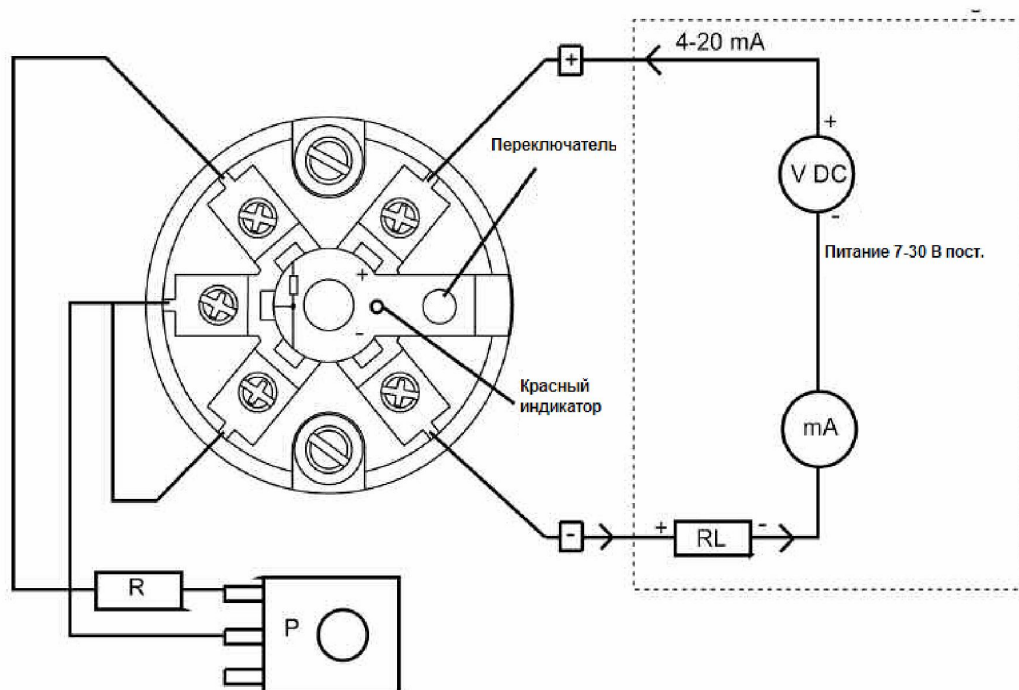 4-20 mA
+
Переключатель
+
V DC
-
Питание 7-30 В пост.
+
-
Красный
индикатор
mA
-
+
RL
-
R
P